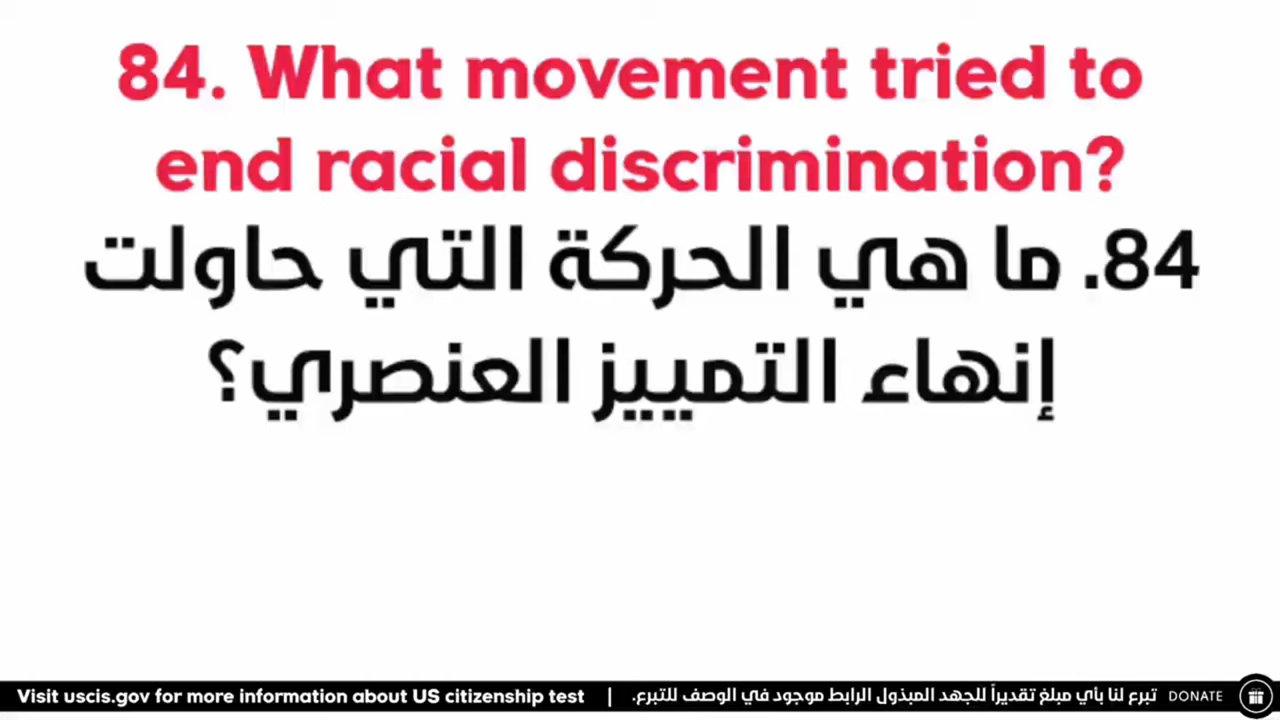 84. What movement tried to
end racial discrimination?
84. ما هي الحركة التي حاولت
إنهاء التمييز العنصري؟
Visit uscis.gov for more information about US citizenship test | تبرع لنا بأي مبلغ تقديراً للجهد المبذول الرابط موجود في الوصف للتبرع. DONATE